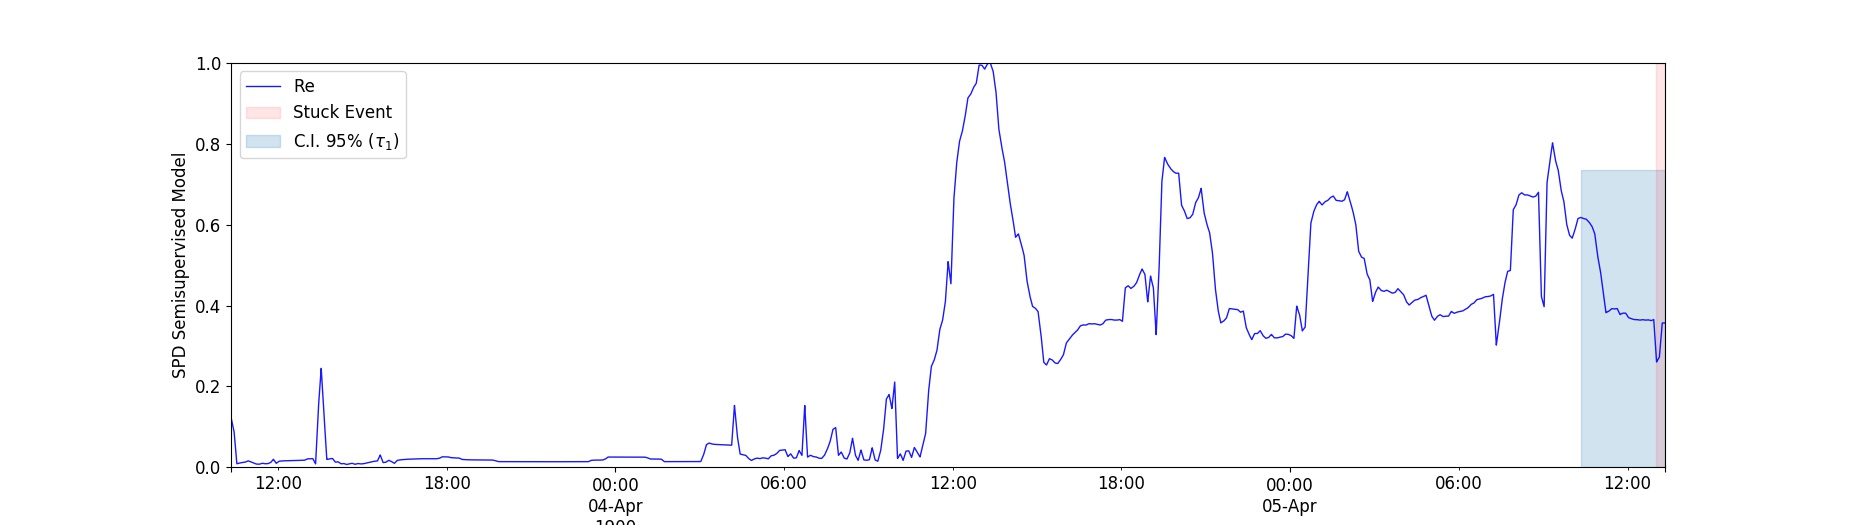 1.0
0.8
0.6
0.4
0.2
0.0
SPD Semisupervised Model
Re
Stuck Event
C.I. 95% (τ₁)
12:00 18:00 00:00 06:00 12:00 18:00 00:00 06:00 12:00
04-Apr 05-Apr
1900